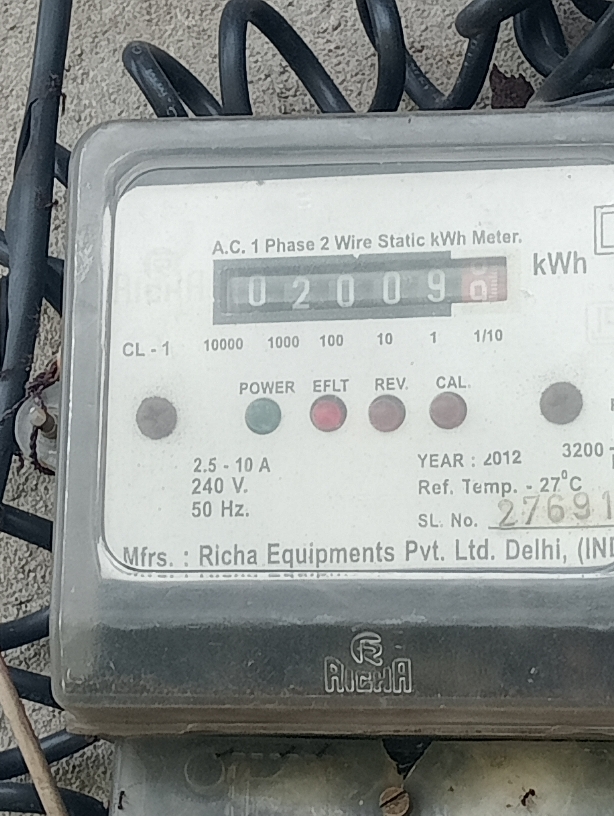 A.C. 1 Phase 2 Wire Static kWh Meter.
0 2 0 0 9 kWh
CL - 1 10000 1000 100 10 1 1/10
POWER EFLT REV. CAL.
2.5 - 10 A YEAR : 2012 3200
240 V. Ref. Temp. - 27°C
50 Hz. SL. No. 27691
Mfrs. : Richa Equipments Pvt. Ltd. Delhi,
RICHA